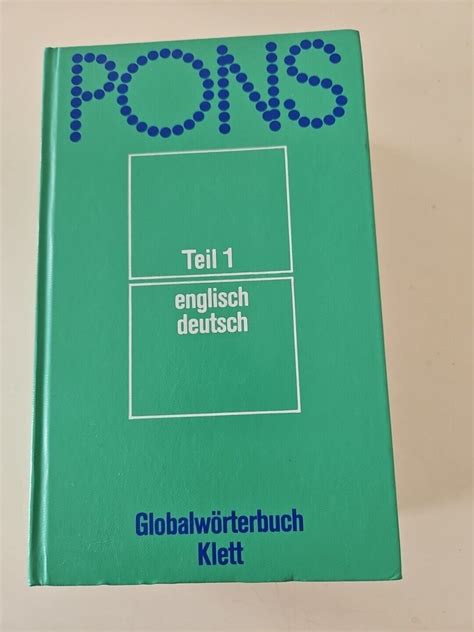 PONS
Teil 1
englisch
deutsch
Globalwörterbuch
Klett